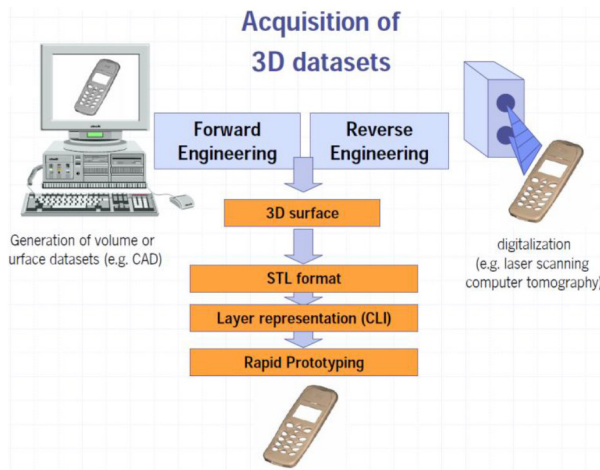 Acquisition of
3D datasets
Forward
Engineering
Reverse
Engineering
3D surface
Generation of volume or
urface datasets (e.g. CAD)
digitalization
(e.g. laser scanning
computer tomography)
STL format
Layer representation (CLI)
Rapid Prototyping